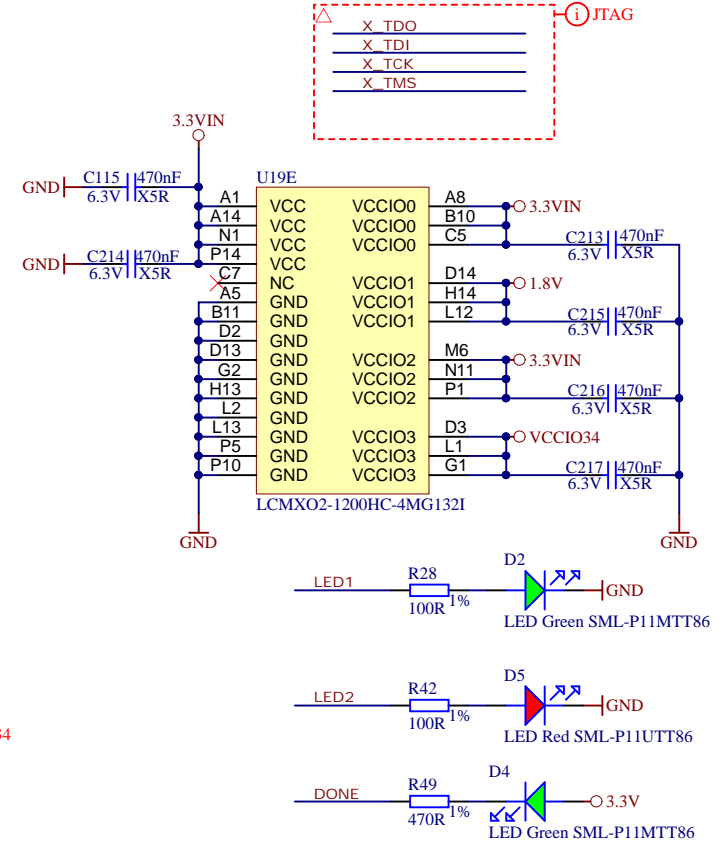 JTAG
X_TDO
X_TDI
X_TCK
X_TMS
3.3VIN
GND C115 470nF
6.3V X5R
GND C214 470nF
6.3V X5R
U19E
A1 VCC VCCIO0 A8 3.3VIN
A14 VCC VCCIO0 B10
N1 VCC VCCIO0 C5 C213 470nF
6.3V X5R
P14 VCC
C7 NC VCCIO1 D14 1.8V
A5 GND VCCIO1 H14
B11 GND VCCIO1 L12 C215 470nF
6.3V X5R
D2 GND
D13 GND VCCIO2 M6 3.3VIN
G2 GND VCCIO2 N11
H13 GND VCCIO2 P1 C216 470nF
6.3V X5R
L2 GND
L13 GND VCCIO3 D3 VCCIO34
P5 GND VCCIO3 L1
P10 GND VCCIO3 G1 C217 470nF
6.3V X5R
LCMXO2-1200HC-4MG132I
GND GND
LED1 R28 D2 GND
100R 1%
LED Green SML-P11MTT86
LED2 R42 D5 GND
100R 1%
LED Red SML-P11UTT86
DONE R49 D4 3.3V
470R 1%
LED Green SML-P11MTT86